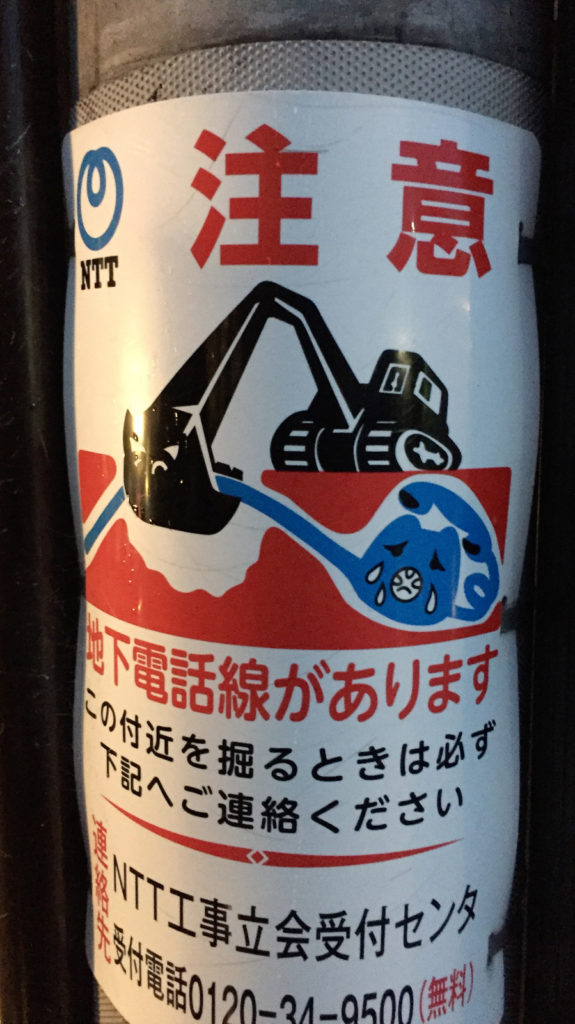 注意
NTT
地下電話線があります
この付近を掘るときは必ず
下記へご連絡ください
連絡先
NTT工事立会受付センタ
受付電話0120-34-9500(無料)